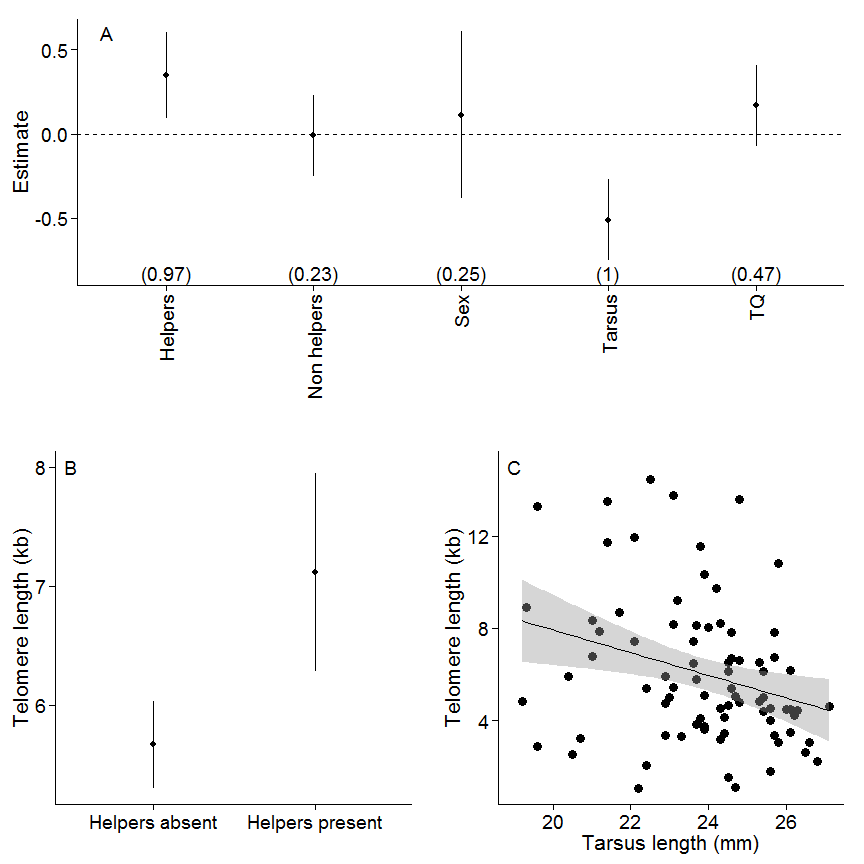 A
0.5
0.0
-0.5
Estimate
(0.97) (0.23) (0.25) (1) (0.47)
Helpers
Non helpers
Sex
Tarsus
TQ
B
8
7
6
Telomere length (kb)
Helpers absent Helpers present
C
12
8
4
Telomere length (kb)
20 22 24 26
Tarsus length (mm)